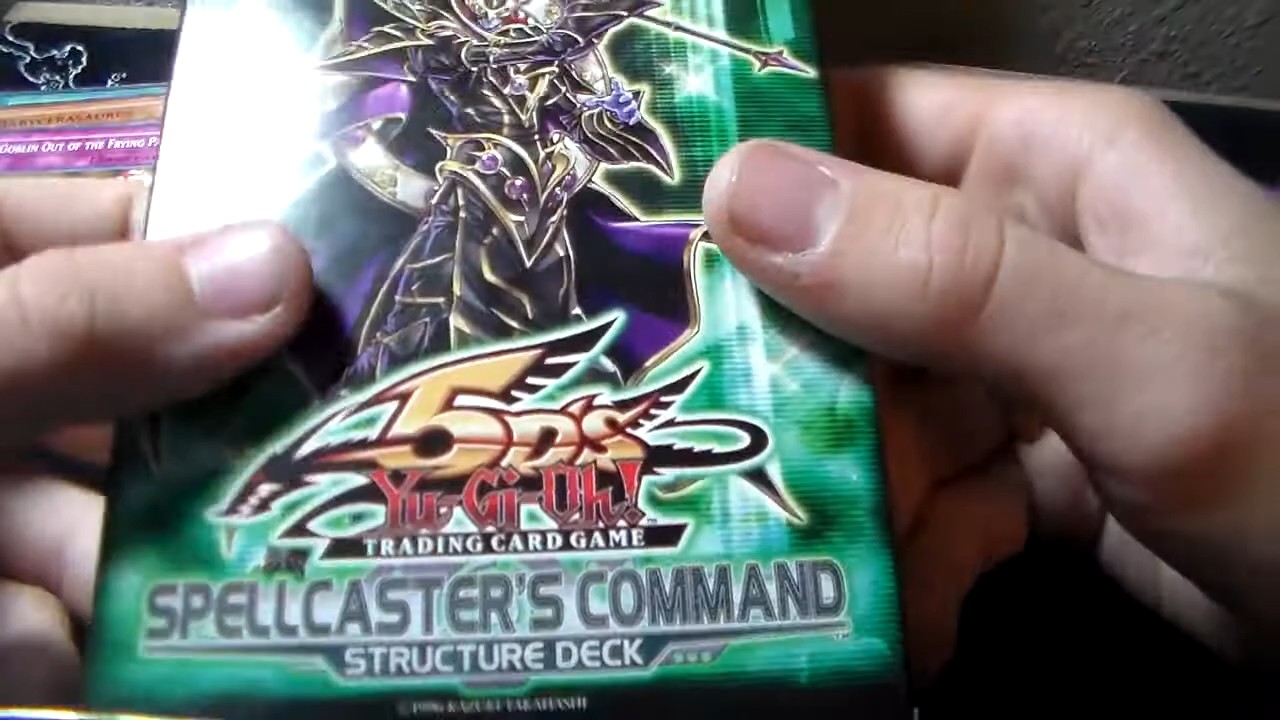 GOBLIN OUT OF THE FRYING PA
5D's
Yu-Gi-Oh!
TRADING CARD GAME
SPELLCASTER'S COMMAND
STRUCTURE DECK
©1996 KAZUKI TAKAHASHI